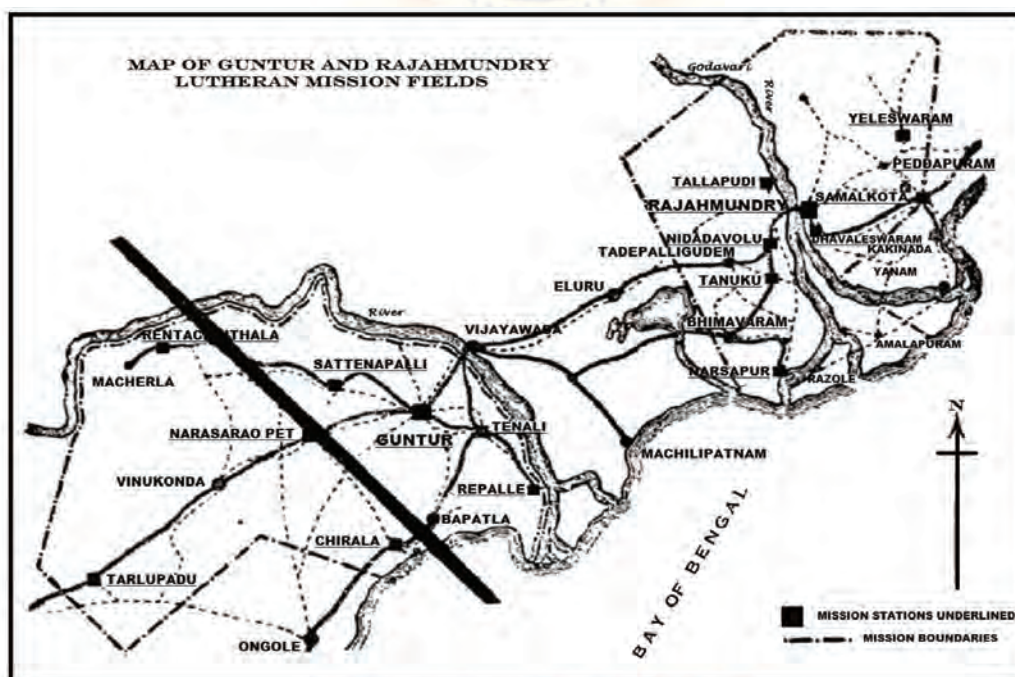 MAP OF GUNTUR AND RAJAHMUNDRY
LUTHERAN MISSION FIELDS
Godavari
River
YELESWARAM
PEDDAPURAM
TALLAPUDI
SAMALKOTA
RAJAHMUNDRY
NIDADAVOLU
DHAVALESWARAM
KAKINADA
TADEPALLIGUDEM
TANUKU
YANAM
ELURU
River
VIJAYAWADA
BHIMAVARAM
AMALAPURAM
SATTENAPALLI
MACHERLA
NARSAPUR
RAZOLE
N
NARASARAO PET
GUNTUR
TENALI
MACHILIPATNAM
VINUKONDA
REPALLE
BAPATLA
CHIRALA
TARLUPADU
ONGOLE
BAY OF BENGAL
MISSION STATIONS UNDERLINED
MISSION BOUNDARIES